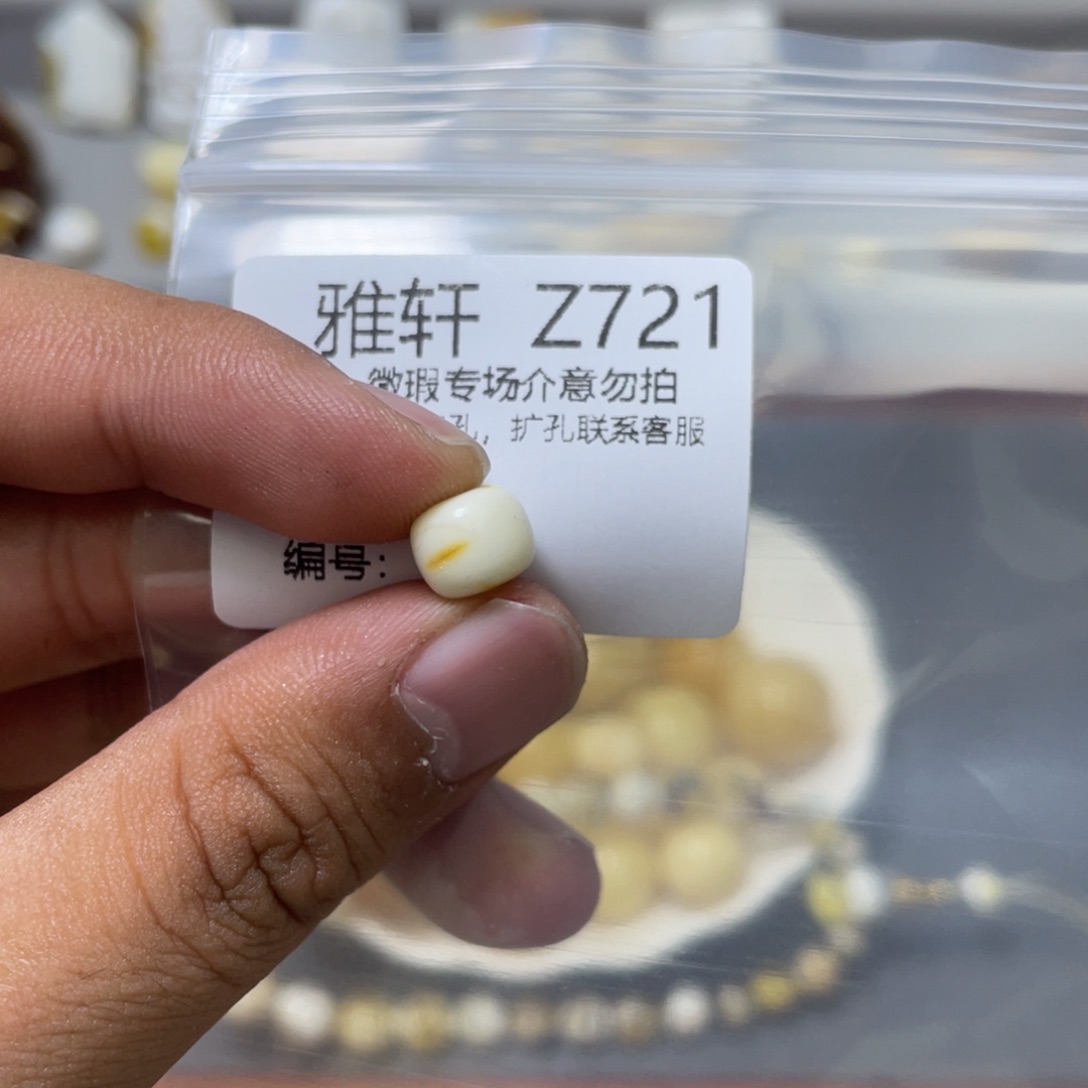 雅轩 Z721
微瑕专场介意勿拍
孔，扩孔联系客服
编号：